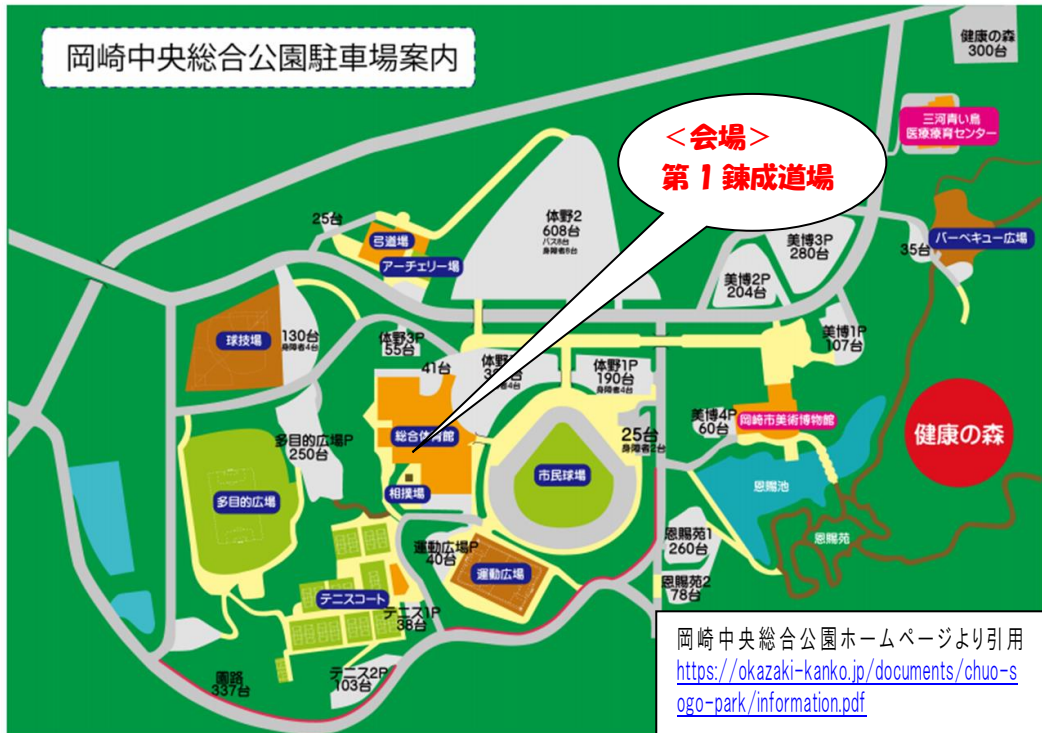 岡崎中央総合公園駐車場案内
健康の森
300台
三河青い鳥
医療療育センター
＜会場＞
第1錬成道場
25台
弓道場
アーチェリー場
体野2
608台
バス8台
身障者8台
美博3P
280台
美博2P
204台
35台
バーベキュー広場
球技場
130台
身障者4台
体野3P
55台
41台
体野1P
190台
身障者4台
美博1P
107台
多目的広場P
250台
総合体育館
25台
身障者2台
美博4P
60台
岡崎市美術博物館
健康の森
多目的広場
相撲場
市民球場
恩賜池
恩賜苑
運動広場P
40台
運動広場
恩賜苑1
260台
恩賜苑2
78台
テニスコート
テニス1P
38台
園路
337台
テニス2P
103台
岡崎中央総合公園ホームページより引用
https://okazaki-kanko.jp/documents/chuo-s
ogo-park/information.pdf